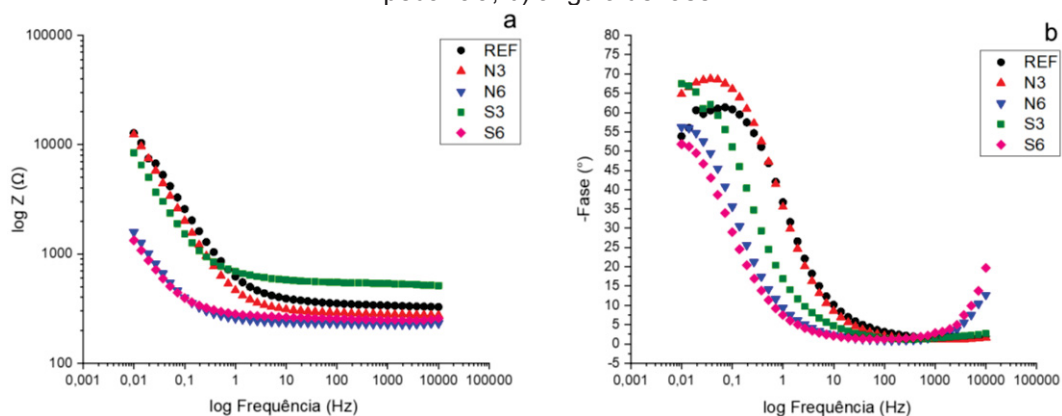 a
100000
10000
1000
100
log Z (Ω)
0,001 0,01 0,1 1 10 100 1000 10000 100000
log Frequência (Hz)
REF
N3
N6
S3
S6
b
80
75
70
65
60
55
50
45
40
35
30
25
20
15
10
5
0
-5
-Fase (°)
0,001 0,01 0,1 1 10 100 1000 10000 100000
log Frequência (Hz)
REF
N3
N6
S3
S6